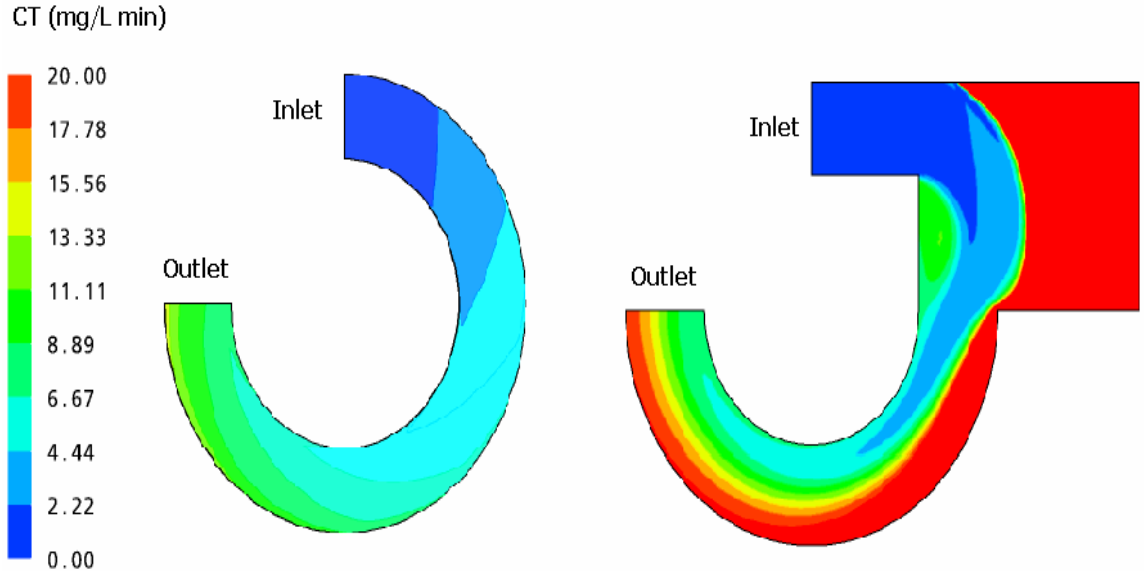 CT (mg/L min)
20.00
17.78
15.56
13.33
11.11
8.89
6.67
4.44
2.22
0.00
Inlet
Outlet
Inlet
Outlet